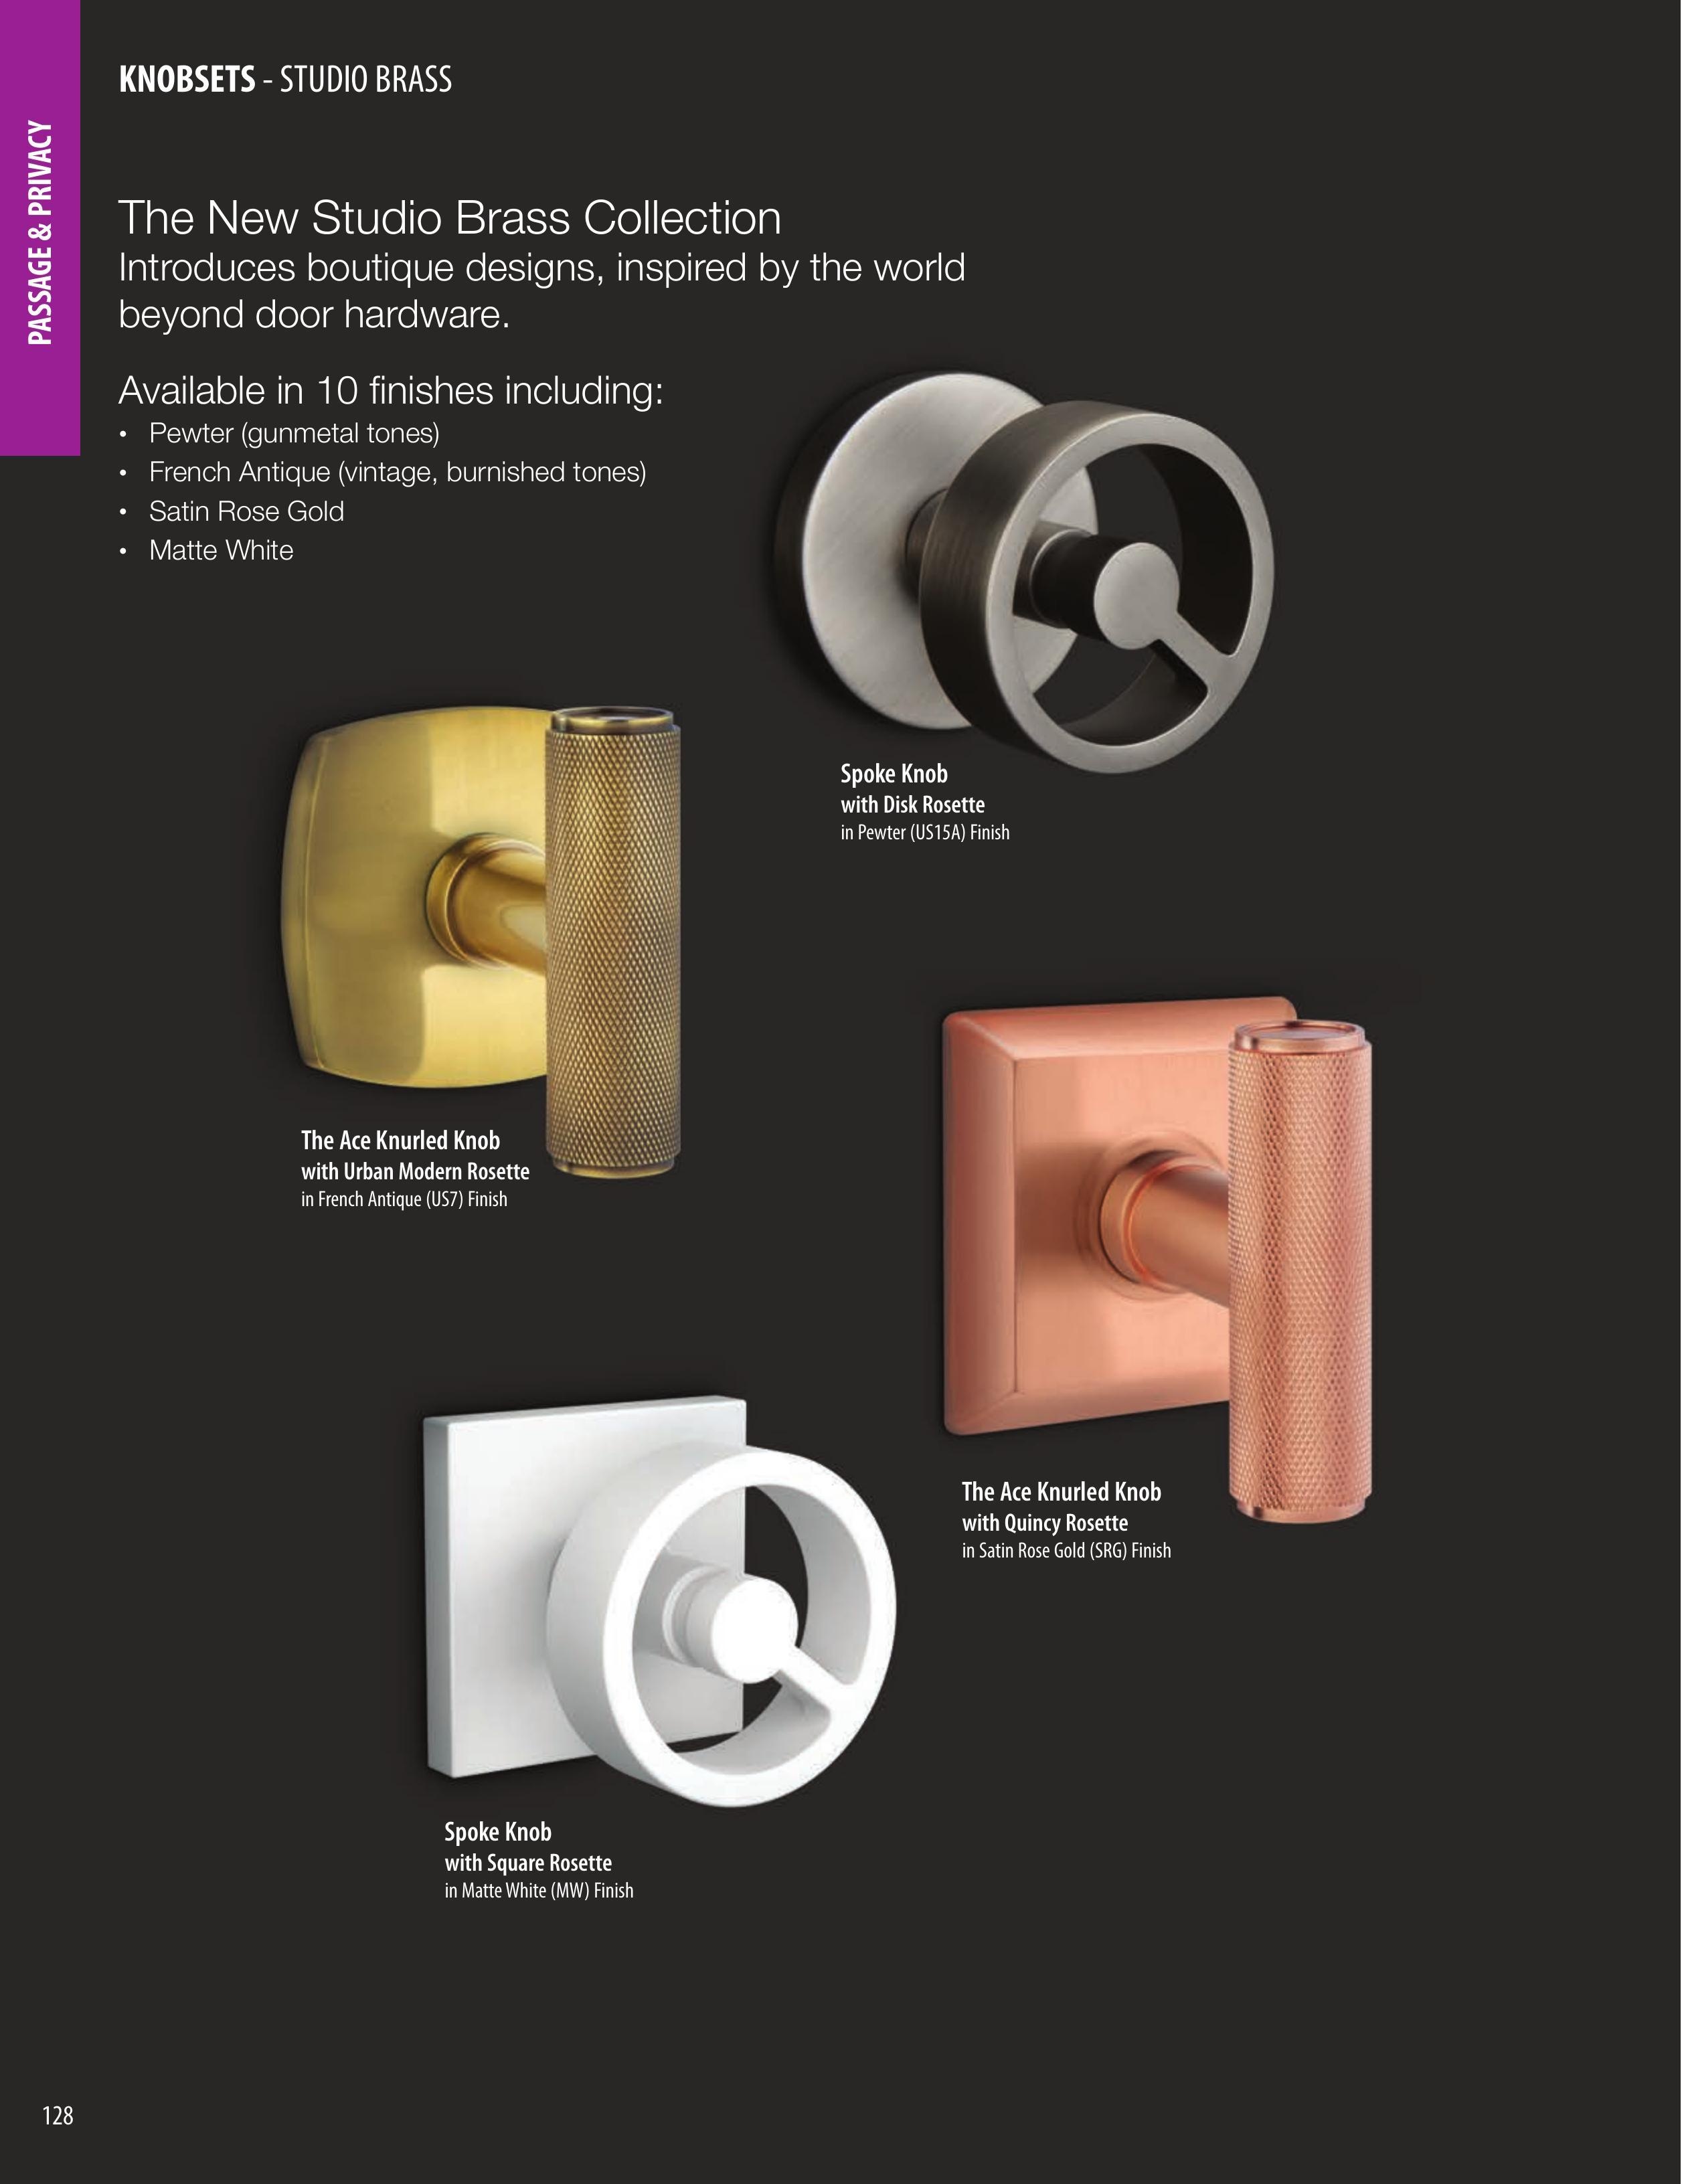 KNOBSETS - STUDIO BRASS
PASSAGE & PRIVACY
The New Studio Brass Collection
Introduces boutique designs, inspired by the world
beyond door hardware.
Available in 10 finishes including:
• Pewter (gunmetal tones)
• French Antique (vintage, burnished tones)
• Satin Rose Gold
• Matte White
Spoke Knob
with Disk Rosette
in Pewter (US15A) Finish
The Ace Knurled Knob
with Urban Modern Rosette
in French Antique (US7) Finish
The Ace Knurled Knob
with Quincy Rosette
in Satin Rose Gold (SRG) Finish
Spoke Knob
with Square Rosette
in Matte White (MW) Finish
128